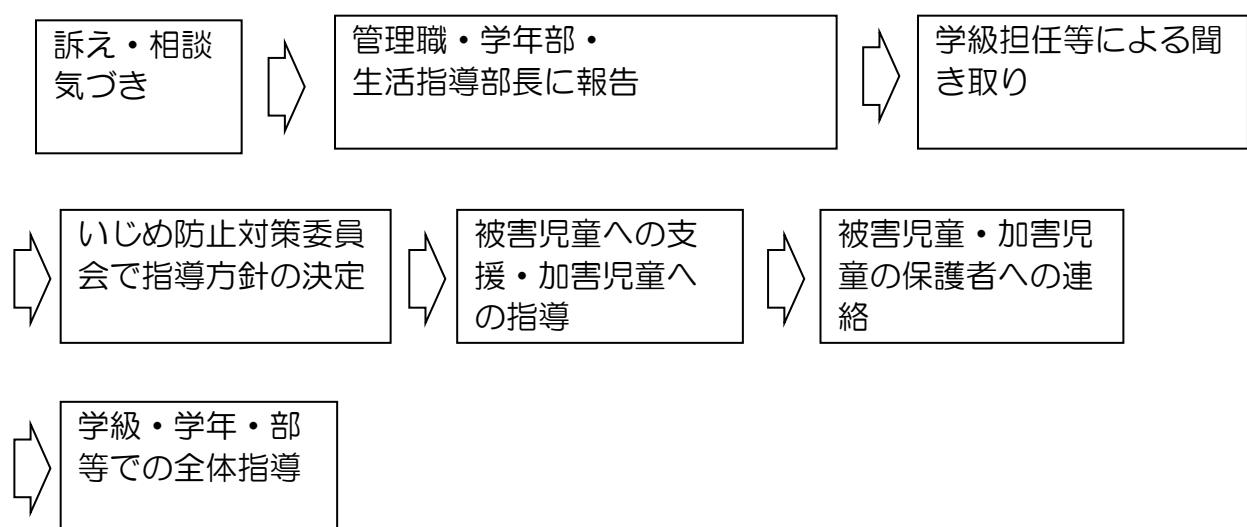 訴え・相談
気づき
管理職・学年部・
生活指導部長に報告
学級担任等による聞
き取り
いじめ防止対策委員
会で指導方針の決定
被害児童への支
援・加害児童へ
の指導
被害児童・加害児
童の保護者への連
絡
学級・学年・部
等での全体指導